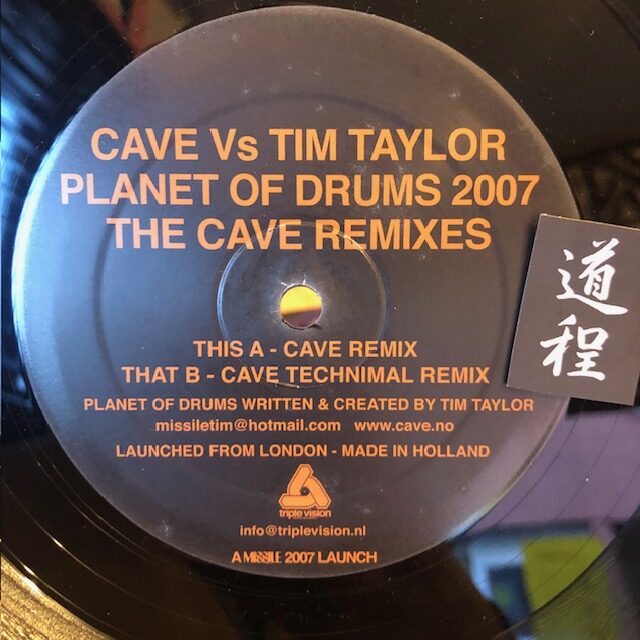 CAVE Vs TIM TAYLOR
PLANET OF DRUMS 2007
THE CAVE REMIXES
THIS A - CAVE REMIX
THAT B - CAVE TECHNIMAL REMIX
PLANET OF DRUMS WRITTEN & CREATED BY TIM TAYLOR
missiletim@hotmail.com www.cave.no
LAUNCHED FROM LONDON - MADE IN HOLLAND
triple vision
info@triplevision.nl
A MISSILE 2007 LAUNCH
道程